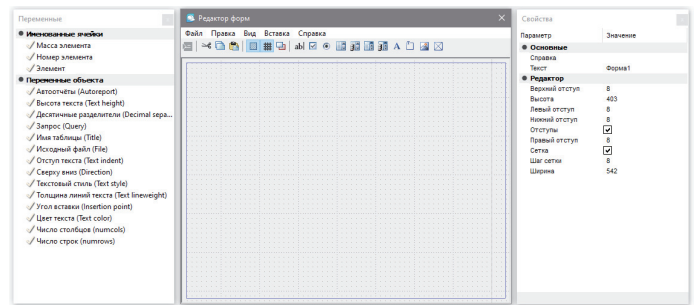 Переменные
Именованные ячейки
Масса элемента
Номер элемента
Элемент
Переменные объекта
Автоотчёты (Autoreport)
Высота текста (Text height)
Десятичные разделители (Decimal sepa...
Запрос (Query)
Имя таблицы (Title)
Исходный файл (File)
Отступ текста (Text indent)
Сверху вниз (Direction)
Текстовый стиль (Text style)
Толщина линий текста (Text lineweight)
Угол вставки (Insertion point)
Цвет текста (Text color)
Число столбцов (numcols)
Число строк (numrows)
Редактор форм
Файл Правка Вид Вставка Справка
ab A
Свойства
Параметр Значение
Основные
Справка
Текст Форма1
Редактор
Верхний отступ 8
Высота 403
Левый отступ 8
Нижний отступ 8
Отступы
Правый отступ 8
Сетка
Шаг сетки 8
Ширина 542